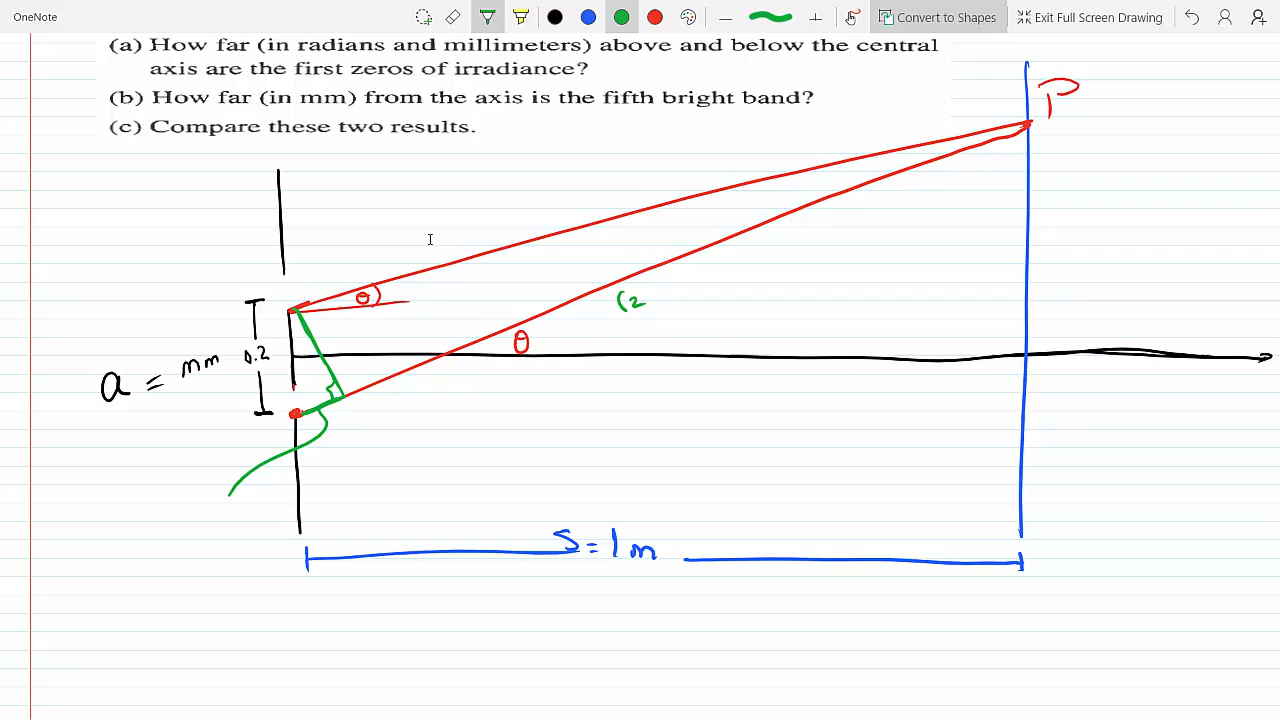 OneNote
Convert to Shapes
Exit Full Screen Drawing
(a) How far (in radians and millimeters) above and below the central
axis are the first zeros of irradiance?
(b) How far (in mm) from the axis is the fifth bright band?
(c) Compare these two results.
P
θ
(2
θ
a = mm 0.2
S = 1 m